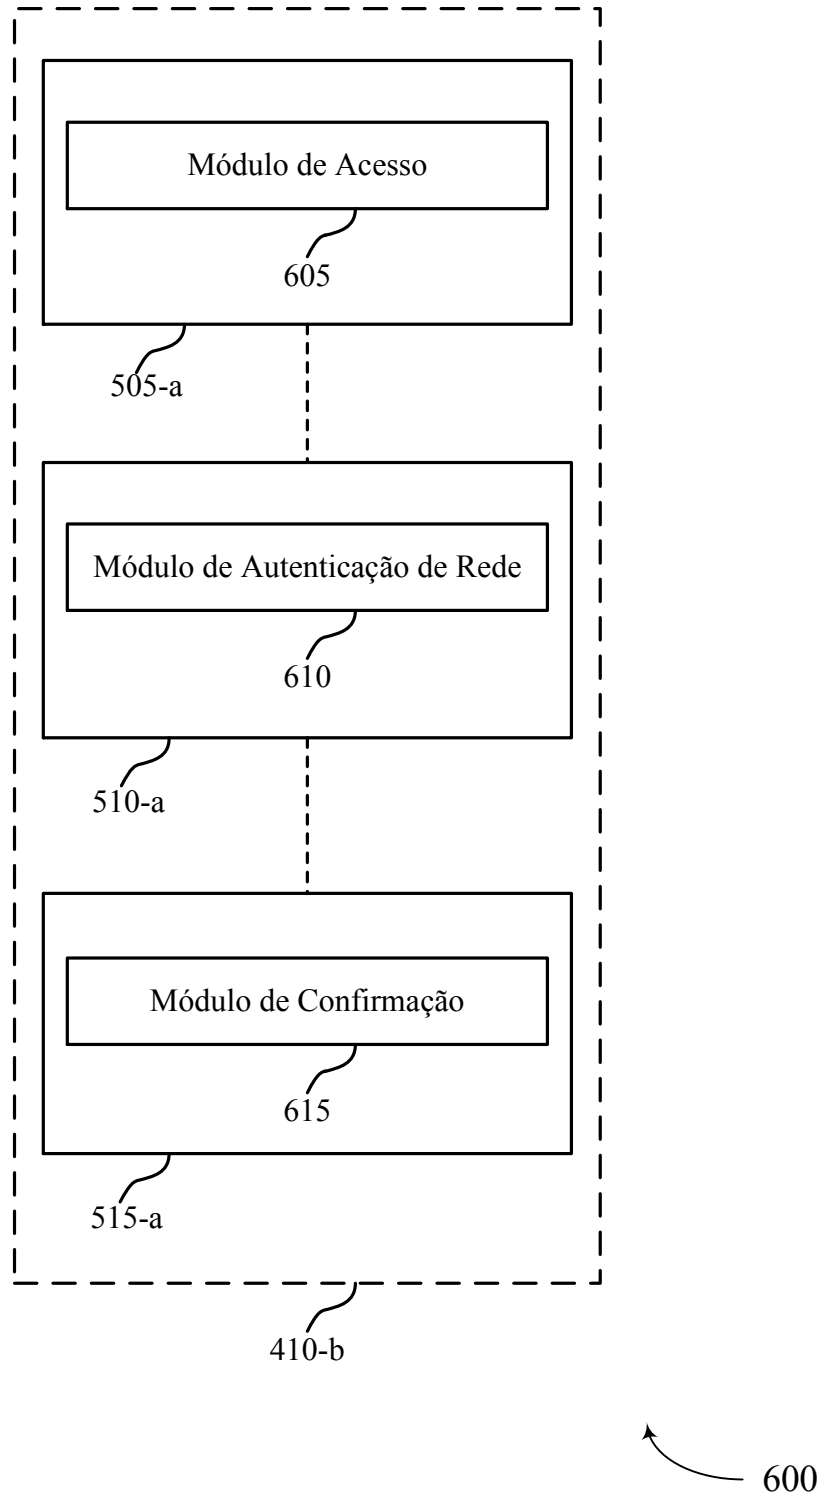 Módulo de Acesso
605
505-a
Módulo de Autenticação de Rede
610
510-a
Módulo de Confirmação
615
515-a
410-b
600